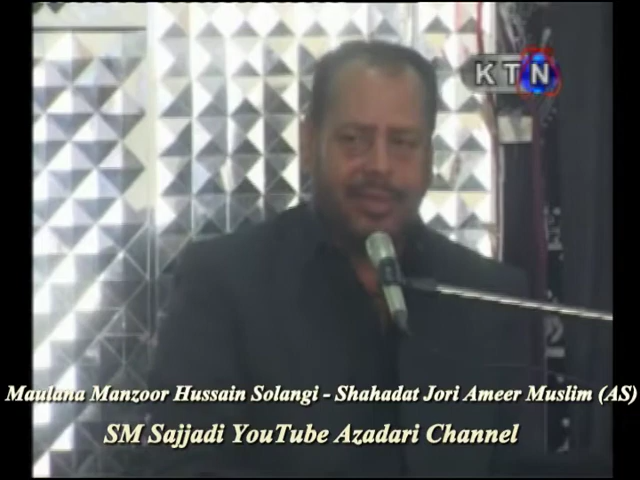 KTN
Maulana Manzoor Hussain Solangi - Shahadat Jori Ameer Muslim (AS)
SM Sajjadi YouTube Azadari Channel